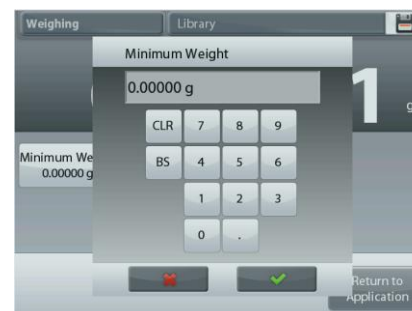 Weighing
Library
Minimum Weight
0.00000 g
1
g
CLR 7 8 9
BS 4 5 6
1 2 3
0 .
Minimum We
0.00000 g
Return to
Application